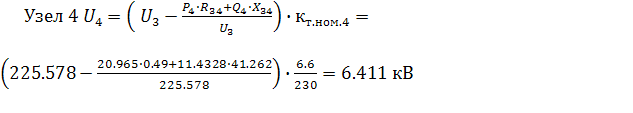 Узел 4 U₄ = ( U₃ − (P₄·R₃₄+Q₄·X₃₄)/U₃ ) · кт.ном.4 =
(225.578 − (20.965·0.49+11.4328·41.262)/225.578) · 6.6/230 = 6.411 кВ